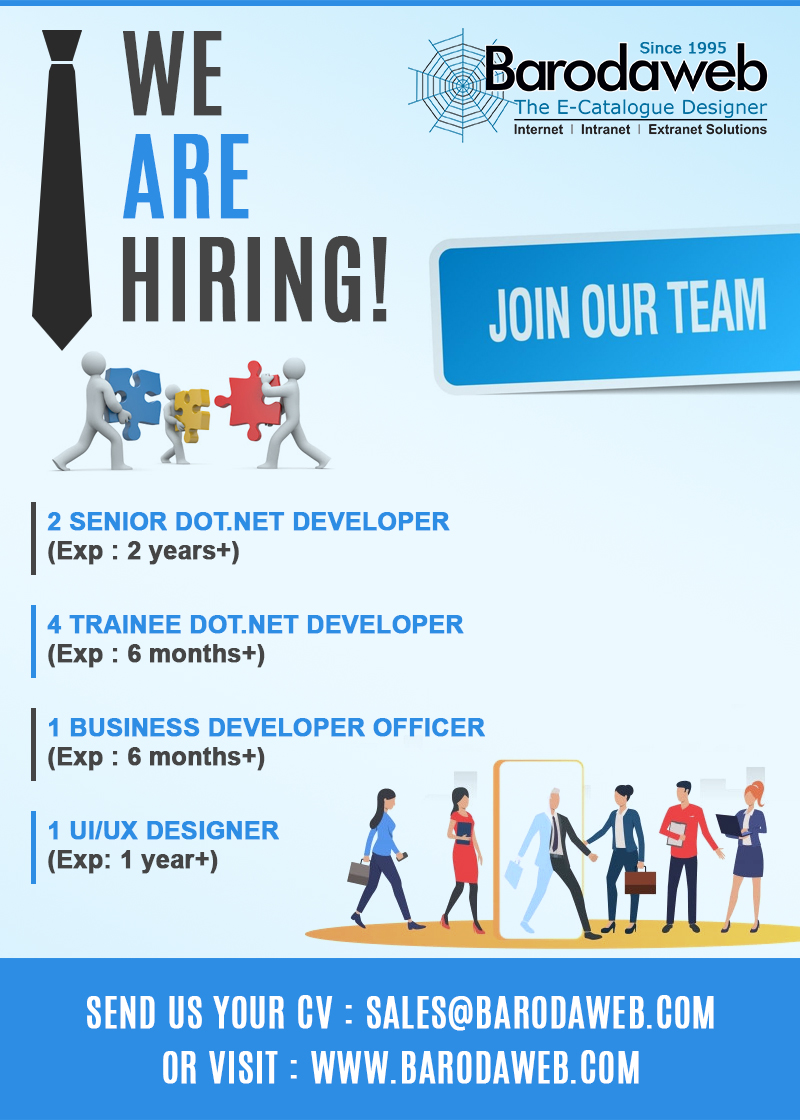 WE
ARE
HIRING!
Since 1995
Barodaweb
The E-Catalogue Designer
Internet | Intranet | Extranet Solutions
JOIN OUR TEAM
2 SENIOR DOT.NET DEVELOPER
(Exp : 2 years+)
4 TRAINEE DOT.NET DEVELOPER
(Exp : 6 months+)
1 BUSINESS DEVELOPER OFFICER
(Exp : 6 months+)
1 UI/UX DESIGNER
(Exp: 1 year+)
SEND US YOUR CV : SALES@BARODAWEB.COM
OR VISIT : WWW.BARODAWEB.COM